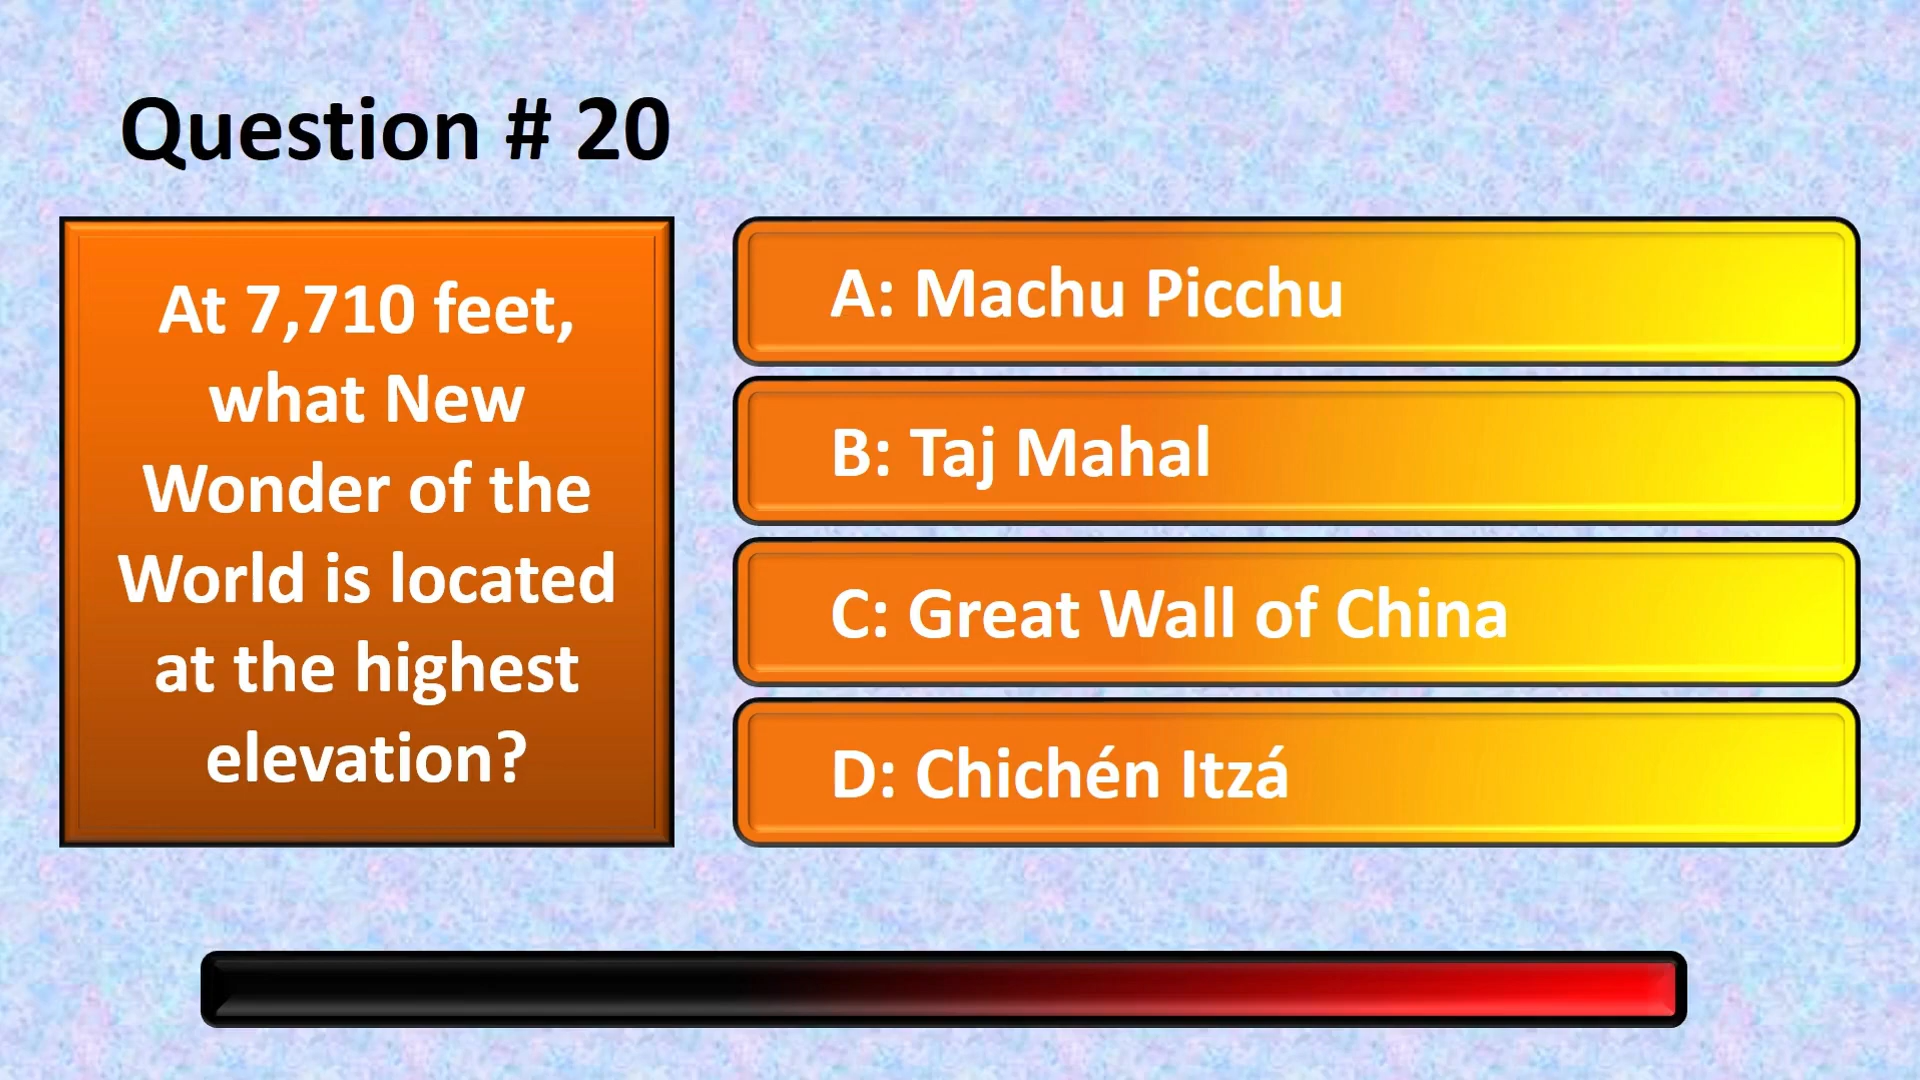 Question # 20
At 7,710 feet,
what New
Wonder of the
World is located
at the highest
elevation?
A: Machu Picchu
B: Taj Mahal
C: Great Wall of China
D: Chichén Itzá